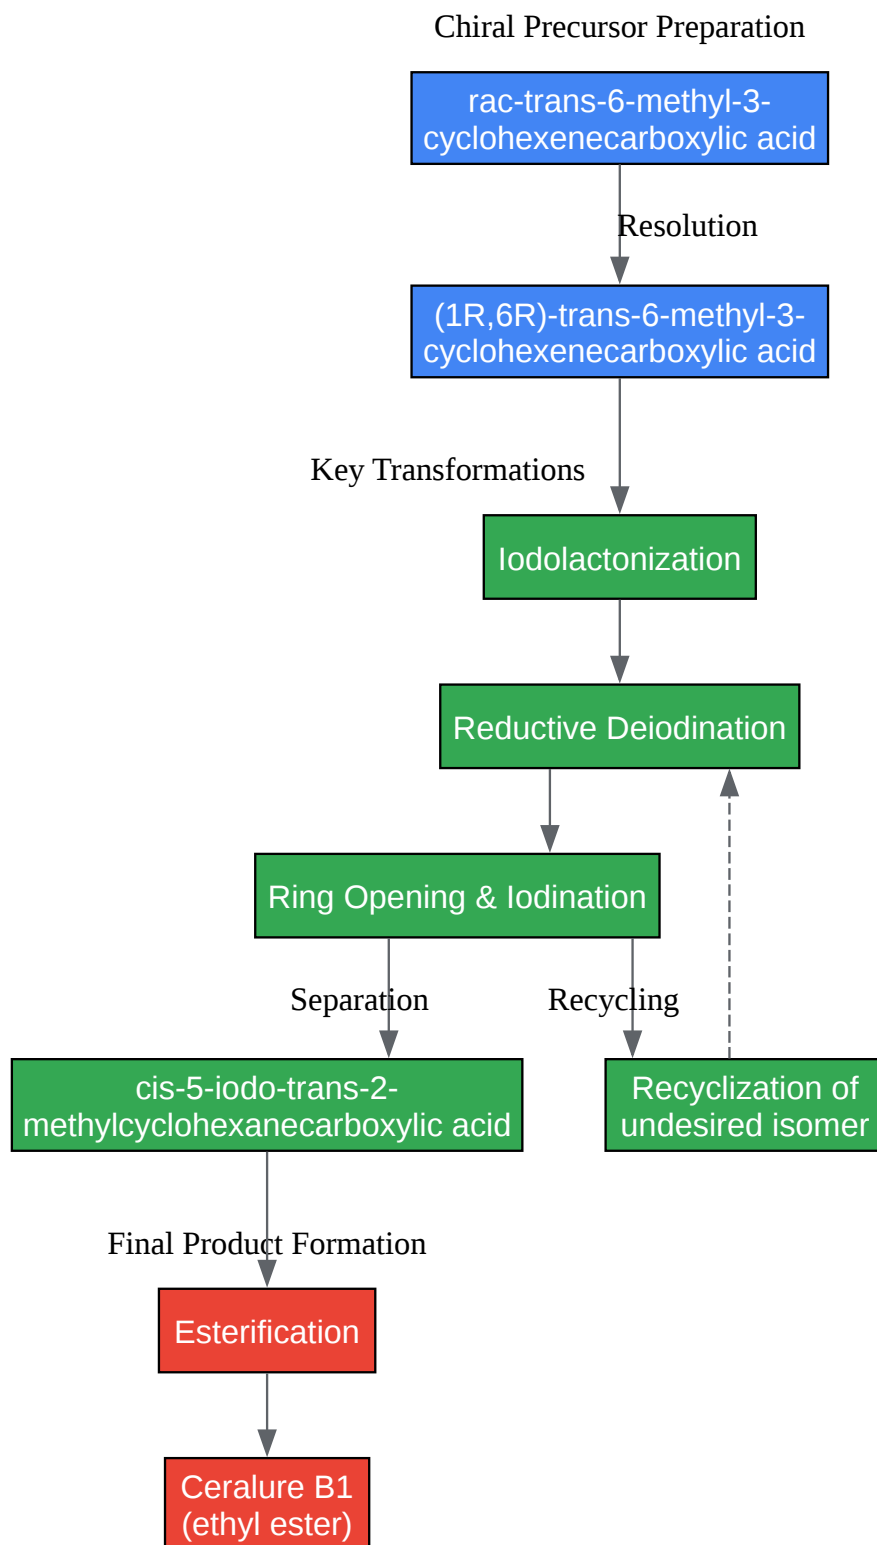 Chiral Precursor Preparation
rac-trans-6-methyl-3-
cyclohexenecarboxylic acid
Resolution
(1R,6R)-trans-6-methyl-3-
cyclohexenecarboxylic acid
Key Transformations
Iodolactonization
Reductive Deiodination
Ring Opening & Iodination
Separation
Recycling
cis-5-iodo-trans-2-
methylcyclohexanecarboxylic acid
Recyclization of
undesired isomer
Final Product Formation
Esterification
Ceralure B1
(ethyl ester)